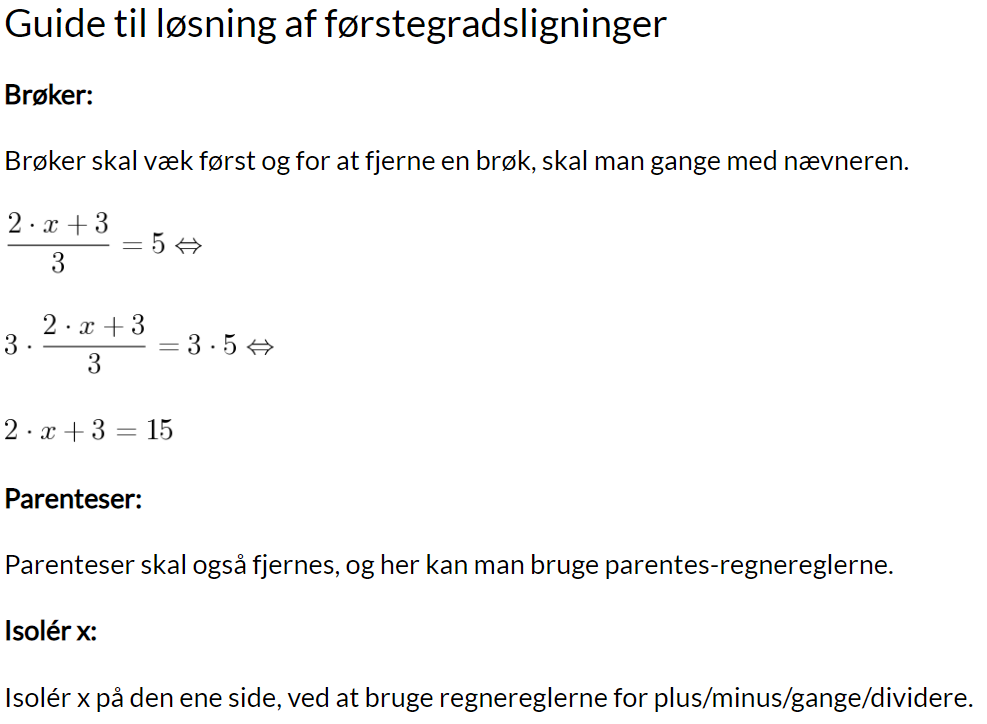 Guide til løsning af førstegradsligninger
Brøker:
Brøker skal væk først og for at fjerne en brøk, skal man gange med nævneren.
\frac{2 \cdot x + 3}{3} = 5 \Leftrightarrow
3 \cdot \frac{2 \cdot x + 3}{3} = 3 \cdot 5 \Leftrightarrow
2 · x + 3 = 15
Parenteser:
Parenteser skal også fjernes, og her kan man bruge parentes-regnereglerne.
Isolér x:
Isolér x på den ene side, ved at bruge regnereglerne for plus/minus/gange/dividere.